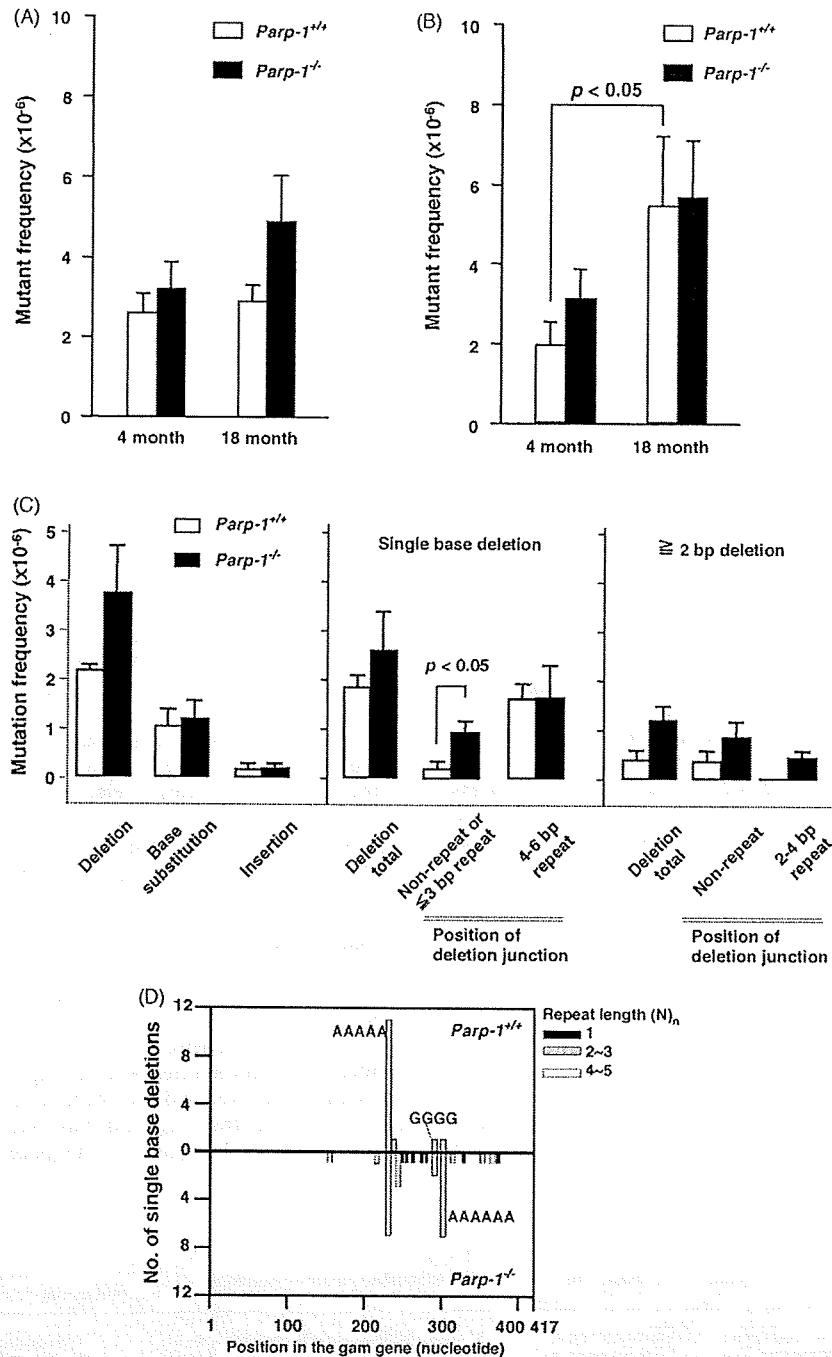 (A)
Parp-1+/+
Parp-1-/-
Mutant frequency (x10-6)
10
8
6
4
2
0
4 month
18 month
(B)
Parp-1+/+
Parp-1-/-
p < 0.05
Mutant frequency (x10-6)
10
8
6
4
2
0
4 month
18 month
(C)
Parp-1+/+
Parp-1-/-
Mutation frequency (x10-6)
5
4
3
2
1
0
Single base deletion
p < 0.05
≧ 2 bp deletion
Deletion
Base
substitution
Insertion
Deletion
total
Non-repeat or
≦3 bp repeat
4-6 bp
repeat
Position of
deletion junction
Deletion
total
Non-repeat
2-4 bp
repeat
Position of
deletion junction
(D)
No. of single base deletions
12
8
4
0
4
8
12
AAAAA
Parp-1+/+
GGGG
AAAAAA
Parp-1-/-
Repeat length (N)n
1
2~3
4~5
1
100
200
300
400 417
Position in the gam gene (nucleotide)